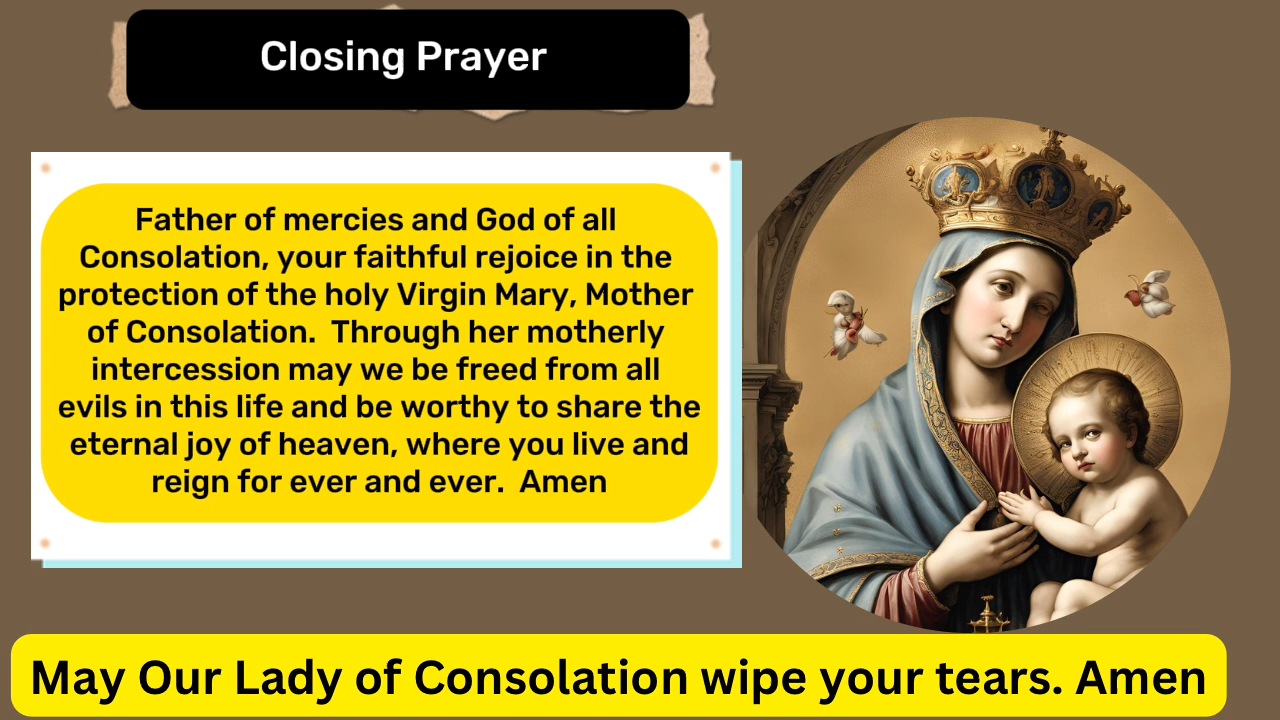 Closing Prayer
Father of mercies and God of all
Consolation, your faithful rejoice in the
protection of the holy Virgin Mary, Mother
of Consolation.  Through her motherly
intercession may we be freed from all
evils in this life and be worthy to share the
eternal joy of heaven, where you live and
reign for ever and ever.  Amen
May Our Lady of Consolation wipe your tears. Amen